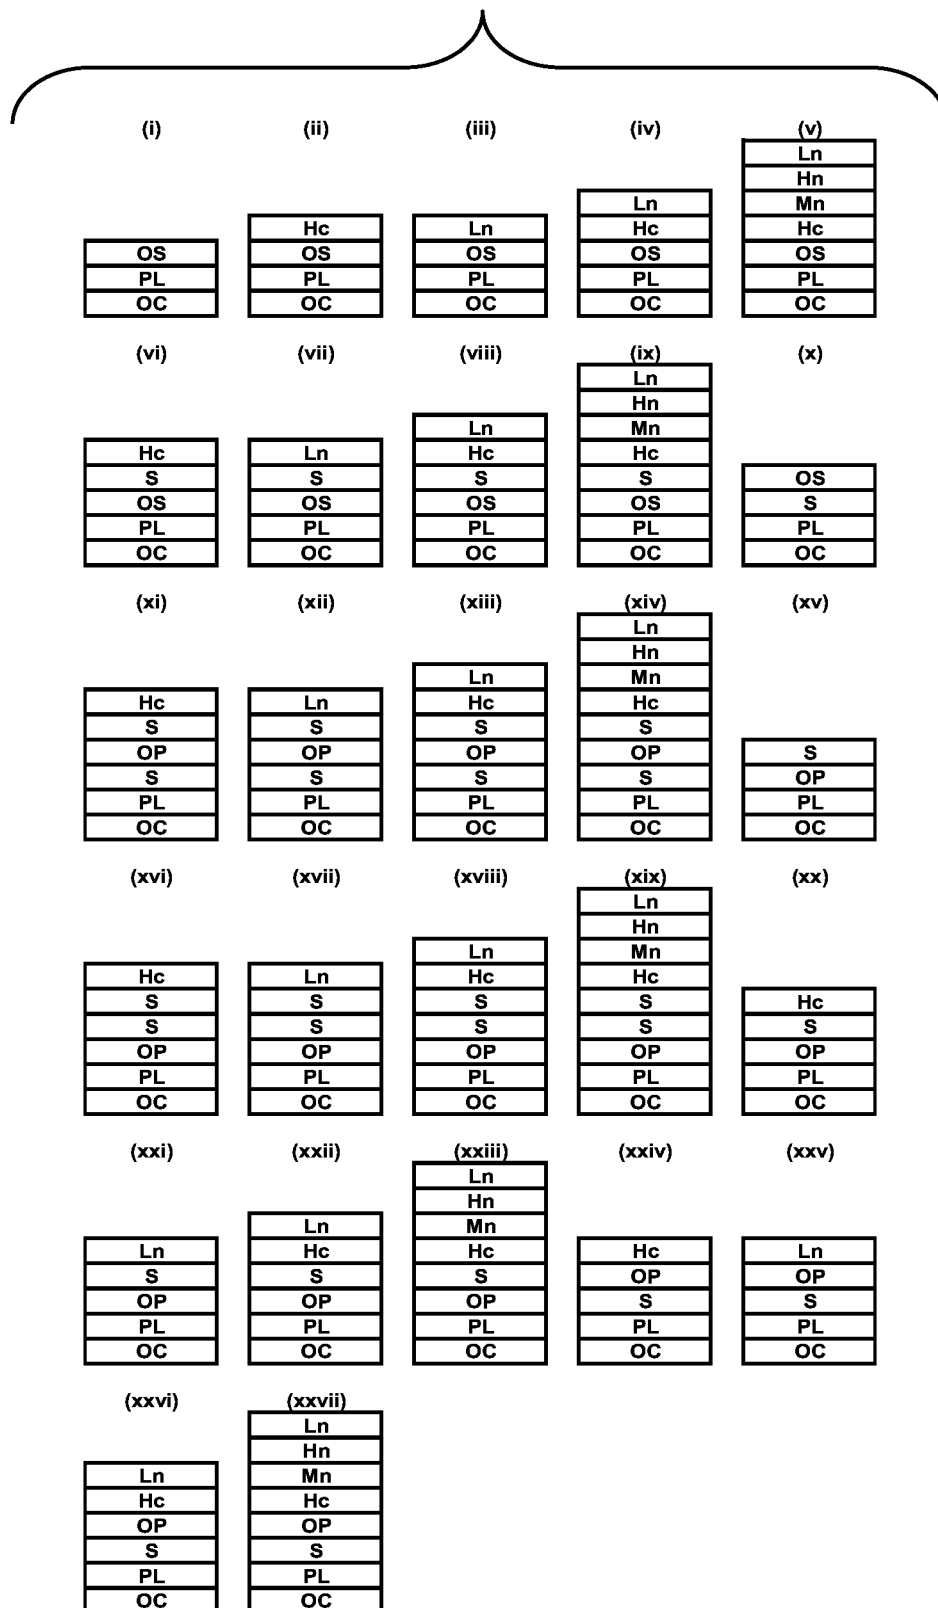 (i) (ii) (iii) (iv) (v)
Ln
Hn
Ln Mn
Hc Ln Hc Hc
OS OS OS OS OS
PL PL PL PL PL
OC OC OC OC OC
(vi) (vii) (viii) (ix) (x)
Ln
Hn
Ln Mn
Hc Ln Hc Hc
S S S S OS
OS OS OS OS S
PL PL PL PL PL
OC OC OC OC OC
(xi) (xii) (xiii) (xiv) (xv)
Ln
Hn
Ln Mn
Hc Ln Hc Hc
S S S S
OP OP OP OP S
S S S S OP
PL PL PL PL PL
OC OC OC OC OC
(xvi) (xvii) (xviii) (xix) (xx)
Ln
Hn
Ln Mn
Hc Ln Hc Hc
S S S S Hc
S S S S S
OP OP OP OP OP
PL PL PL PL PL
OC OC OC OC OC
(xxi) (xxii) (xxiii) (xxiv) (xxv)
Ln
Hn
Ln Mn
Ln Hc Hc Hc Ln
S S S OP OP
OP OP OP S S
PL PL PL PL PL
OC OC OC OC OC
(xxvi) (xxvii)
Ln
Hn
Ln Mn
Hc Hc
OP OP
S S
PL PL
OC OC